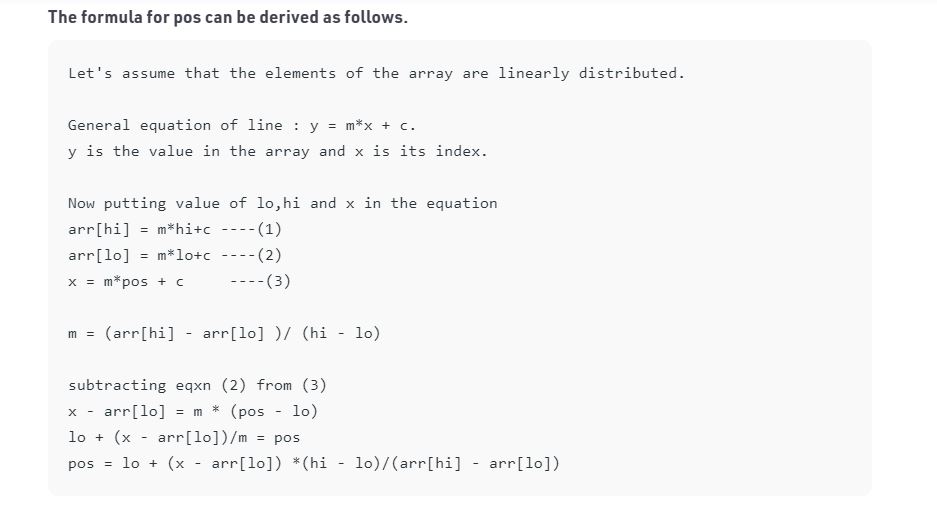 The formula for pos can be derived as follows.
Let's assume that the elements of the array are linearly distributed.
General equation of line : y = m*x + c.
y is the value in the array and x is its index.
Now putting value of lo,hi and x in the equation
arr[hi] = m*hi+c ----(1)
arr[lo] = m*lo+c ----(2)
x = m*pos + c     ----(3)
m = (arr[hi] - arr[lo] )/ (hi - lo)
subtracting eqxn (2) from (3)
x - arr[lo] = m * (pos - lo)
lo + (x - arr[lo])/m = pos
pos = lo + (x - arr[lo]) *(hi - lo)/(arr[hi] - arr[lo])